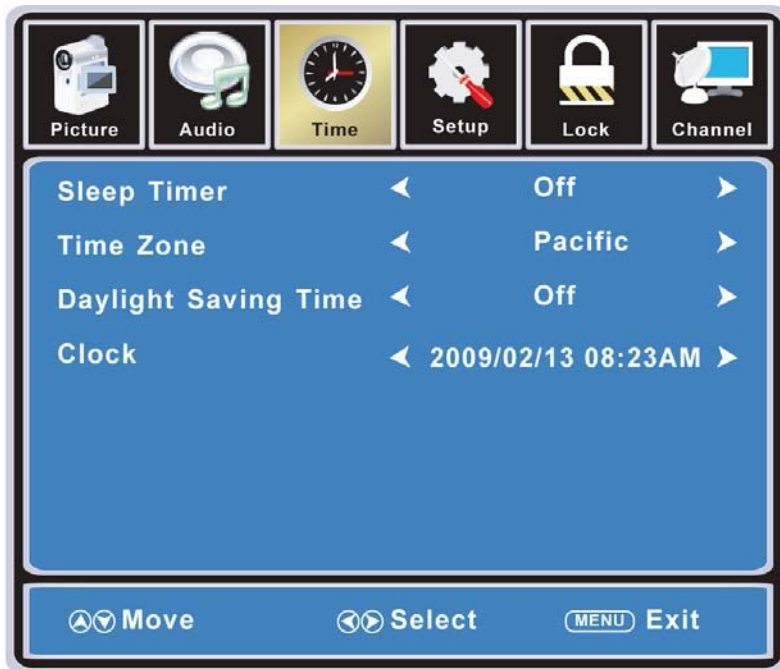 Picture Audio Time Setup Lock Channel
Sleep Timer Off
Time Zone Pacific
Daylight Saving Time Off
Clock 2009/02/13 08:23AM
Move Select MENU Exit